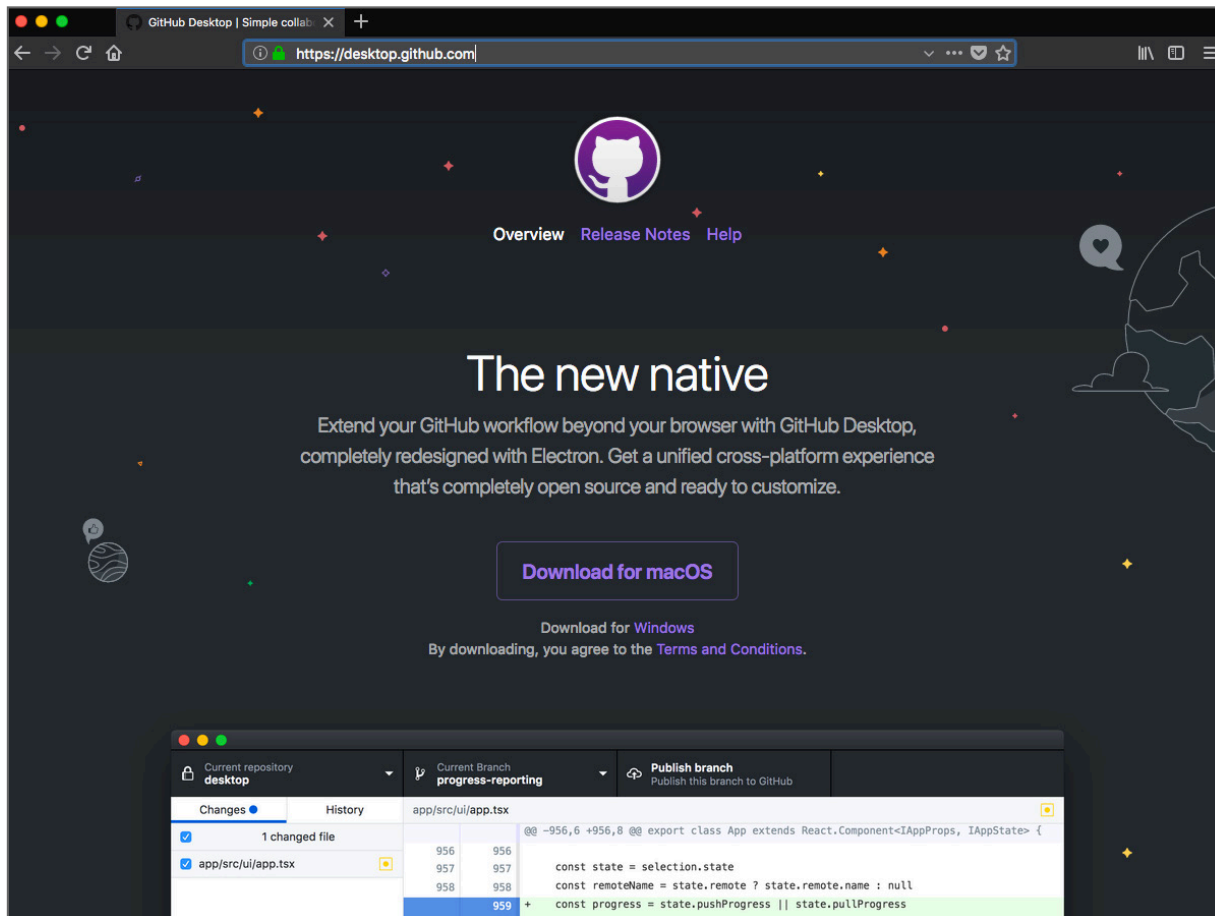 GitHub Desktop | Simple collab
https://desktop.github.com
Overview Release Notes Help
The new native
Extend your GitHub workflow beyond your browser with GitHub Desktop,
completely redesigned with Electron. Get a unified cross-platform experience
that's completely open source and ready to customize.
Download for macOS
Download for Windows
By downloading, you agree to the Terms and Conditions.
Current repository
desktop
Current Branch
progress-reporting
Publish branch
Publish this branch to GitHub
Changes History
app/src/ui/app.tsx
1 changed file
@@ -956,6 +956,8 @@ export class App extends React.Component<IAppProps, IAppState> {
956 956
app/src/ui/app.tsx
957 957 const state = selection.state
958 958 const remoteName = state.remote ? state.remote.name : null
959 + const progress = state.pushProgress || state.pullProgress